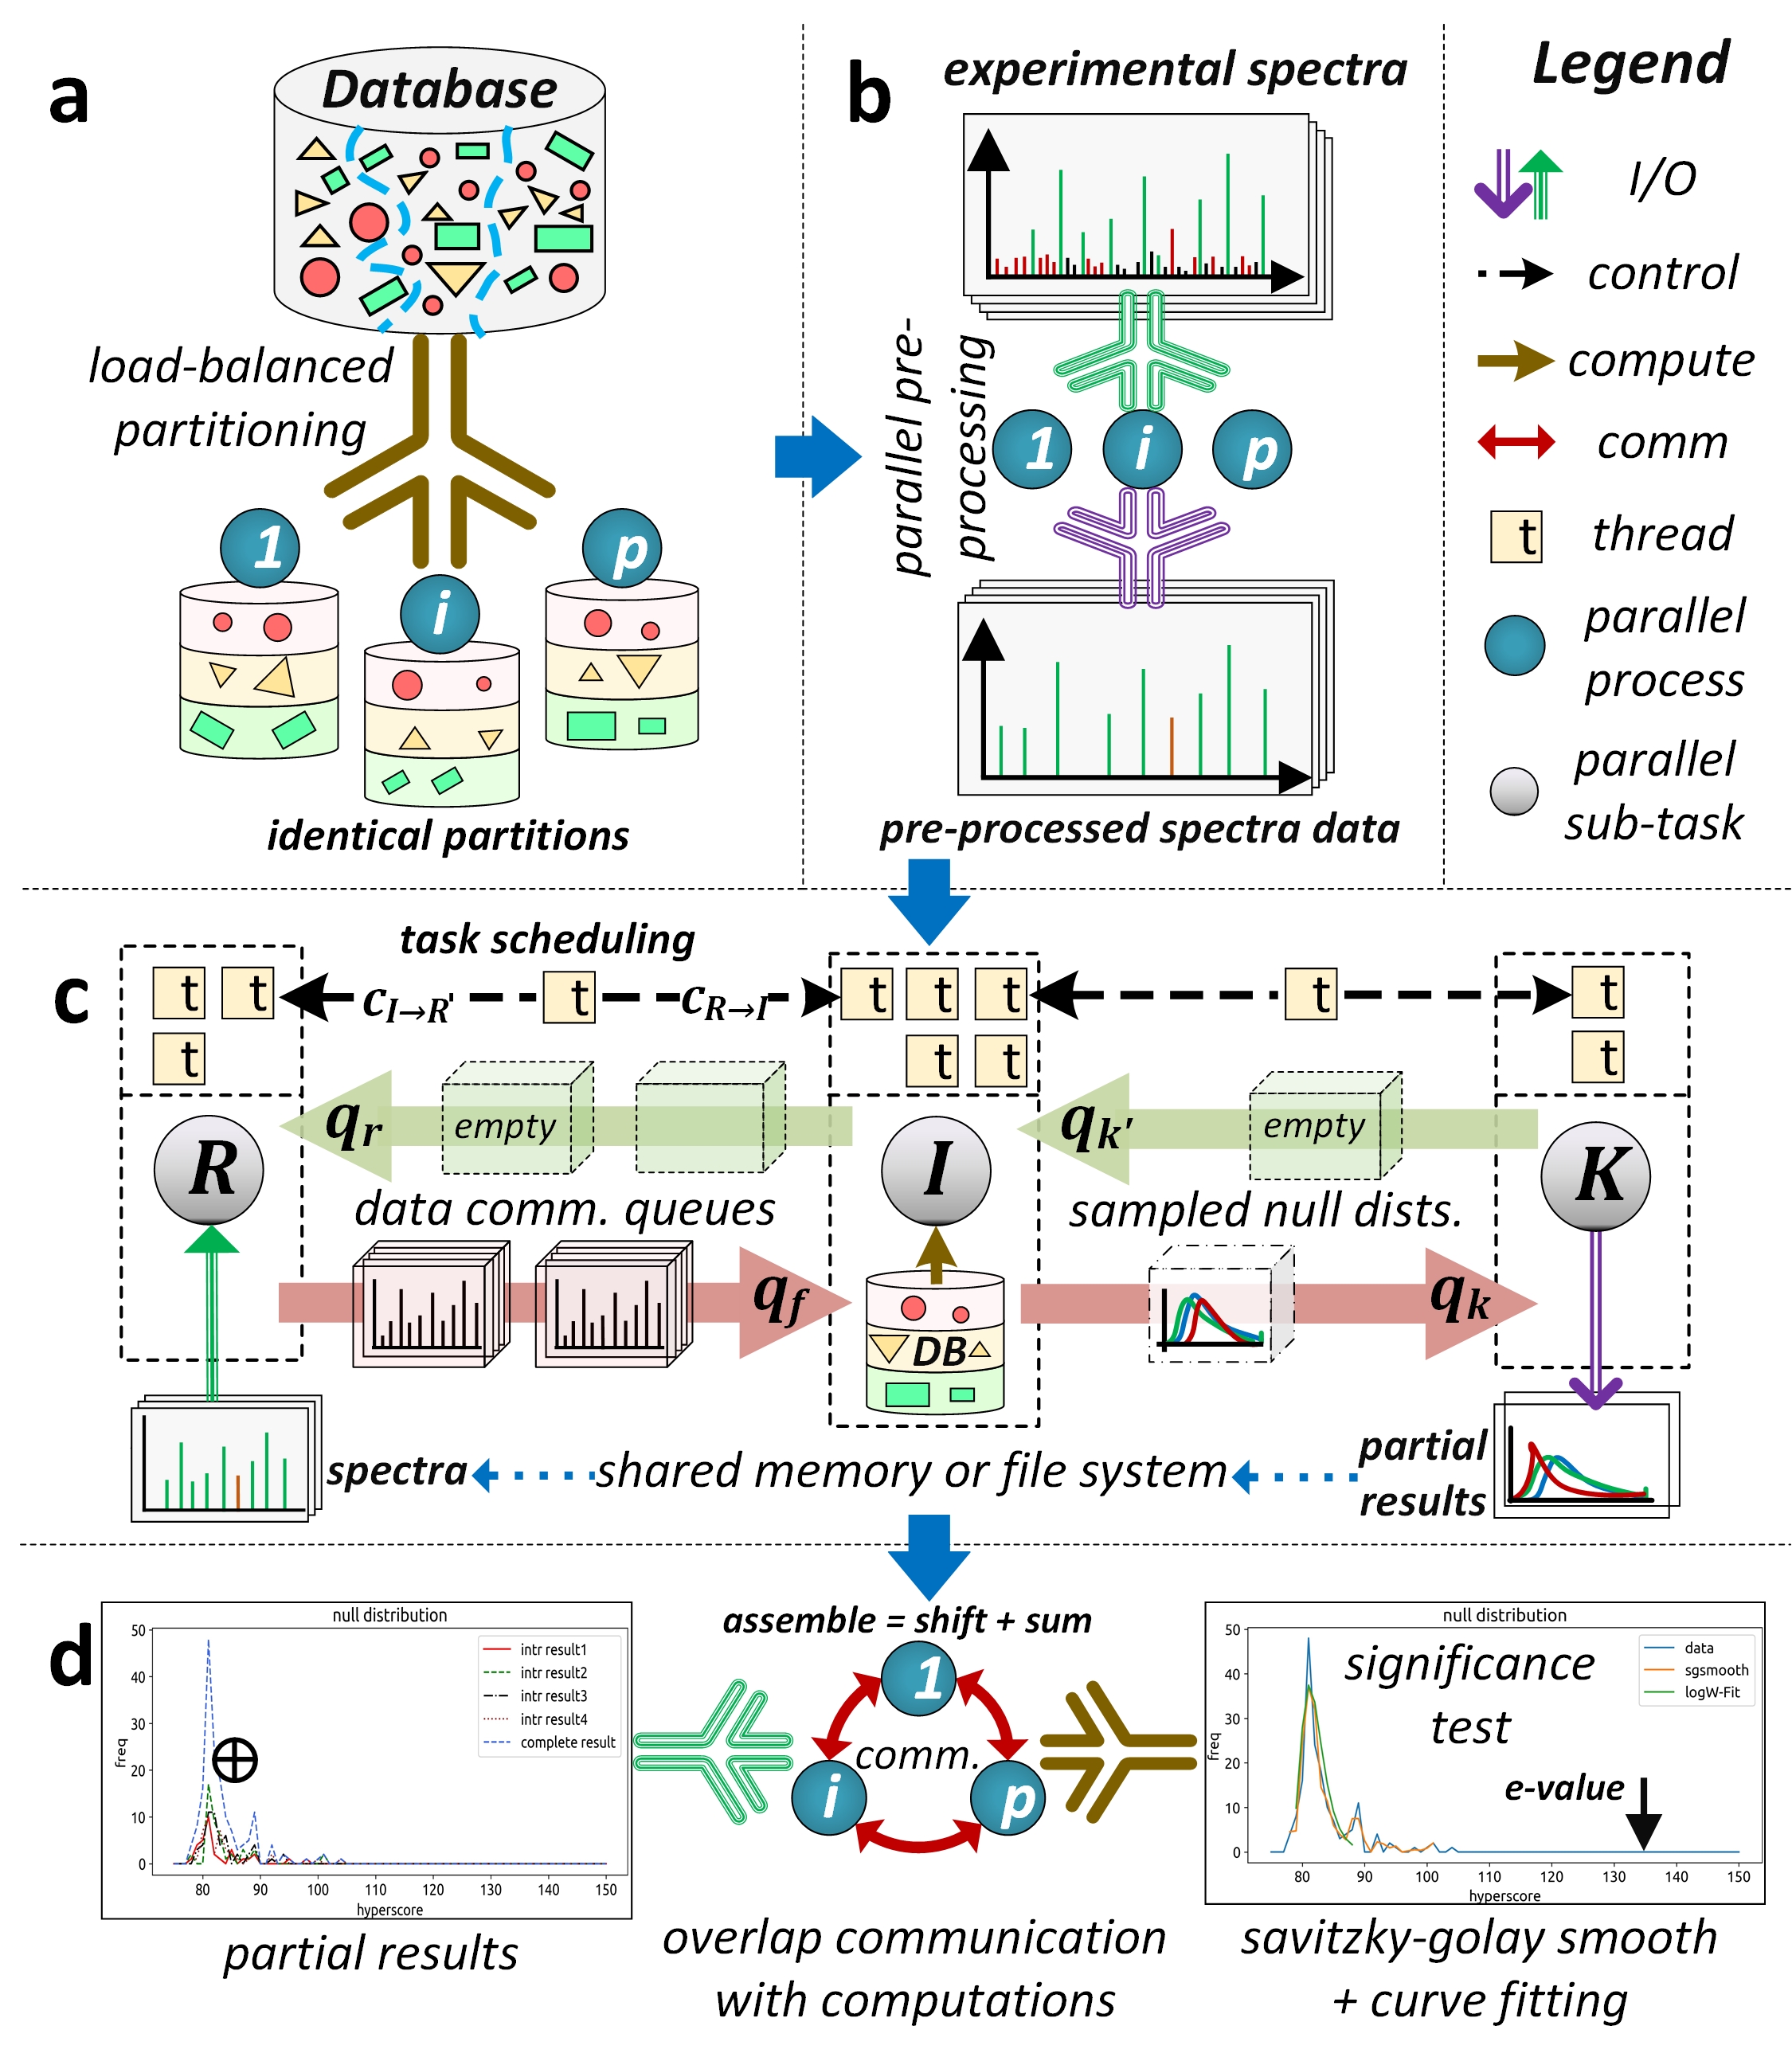 a
Database
load-balanced
partitioning
1
i
p
identical partitions
b
experimental spectra
parallel pre-
processing
1
i
p
pre-processed spectra data
Legend
I/O
control
compute
comm
t
thread
parallel
process
parallel
sub-task
c
task scheduling
t t
t
c_{I→R}
t
c_{R→I}
t t t
t t
t
t
t
q_r
empty
q_{k'}
empty
R
I
K
data comm. queues
sampled null dists.
q_f
q_k
DB
spectra
shared memory or file system
partial
results
d
null distribution
freq
50
40
30
20
10
0
intr result1
intr result2
intr result3
intr result4
complete result
80 90 100 110 120 130 140 150
hyperscore
partial results
assemble = shift + sum
1
comm.
i
p
overlap communication
with computations
null distribution
freq
50
40
30
20
10
0
significance
test
data
sgsmooth
logW-Fit
e-value
80 90 100 110 120 130 140 150
hyperscore
savitzky-golay smooth
+ curve fitting